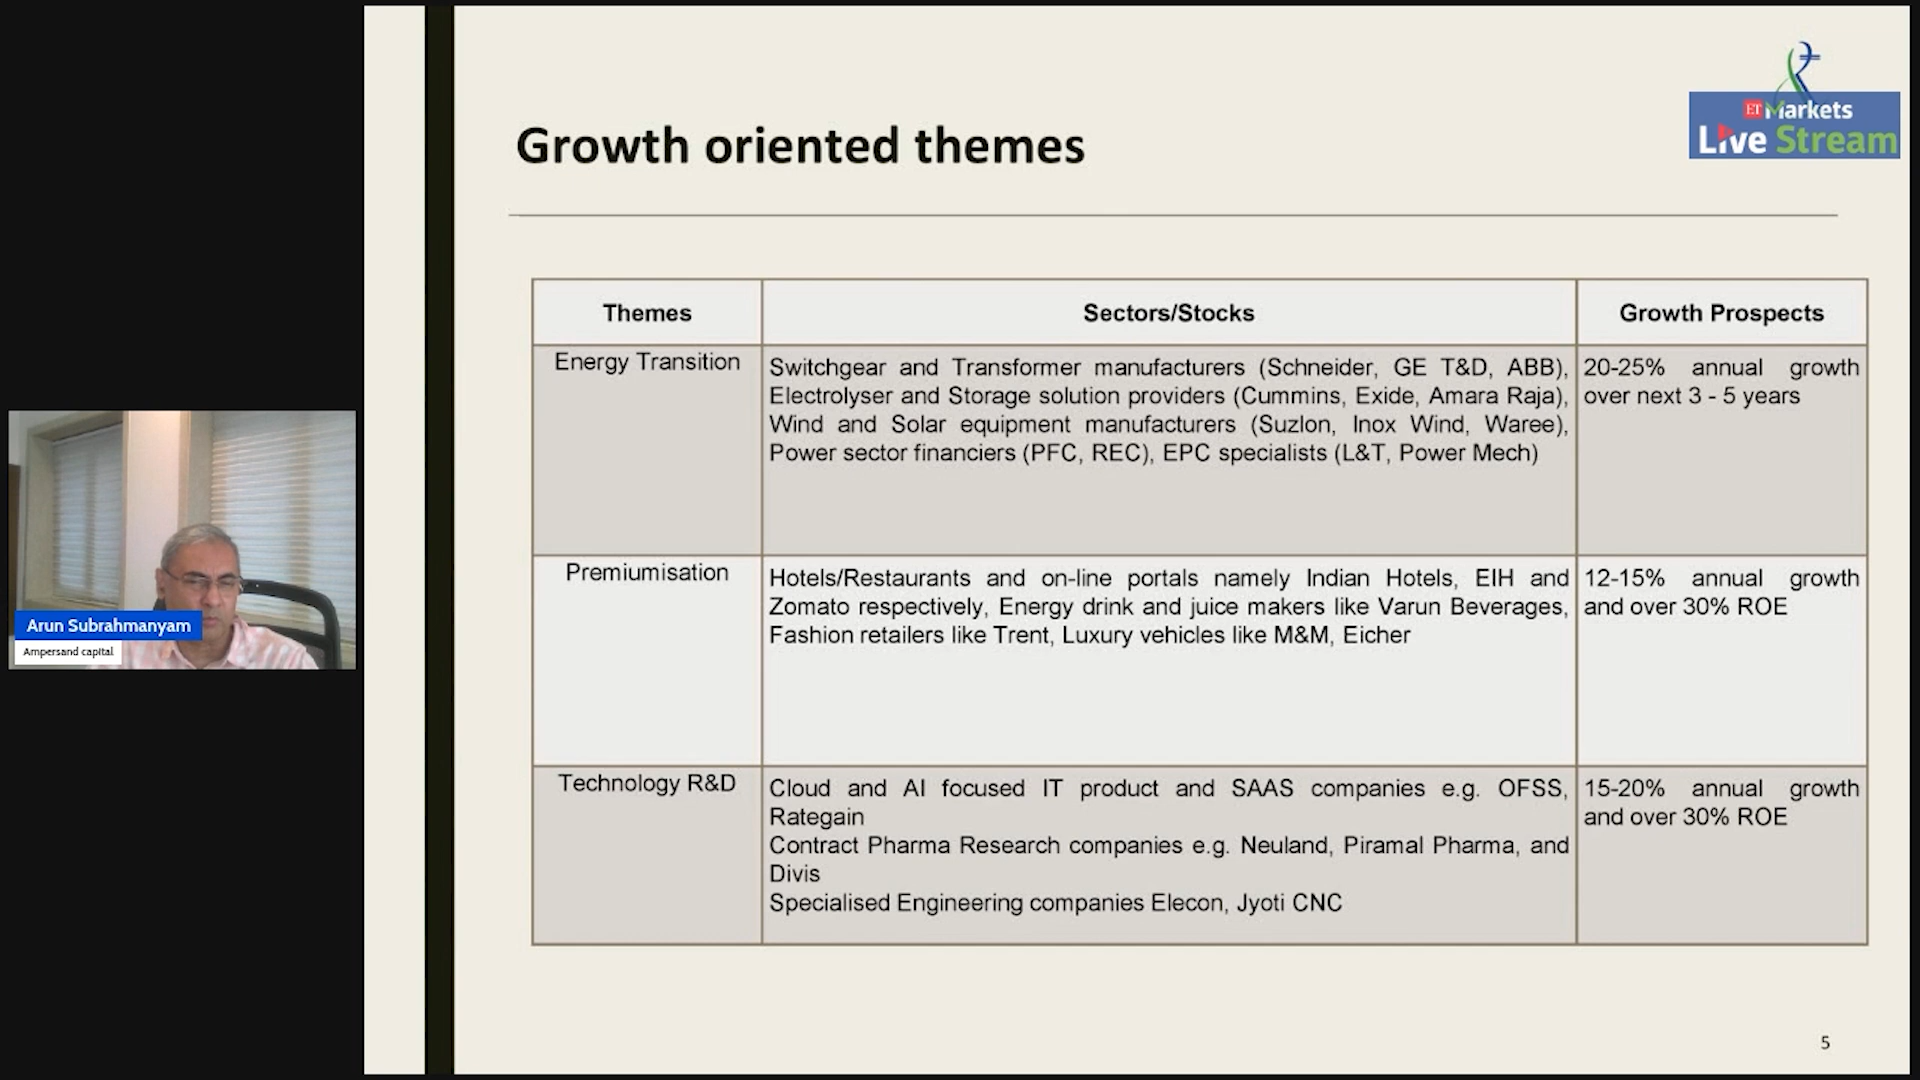 ET Markets
Live Stream
Growth oriented themes
Themes
Sectors/Stocks
Growth Prospects
Energy Transition
Switchgear and Transformer manufacturers (Schneider, GE T&D, ABB),
Electrolyser and Storage solution providers (Cummins, Exide, Amara Raja),
Wind and Solar equipment manufacturers (Suzlon, Inox Wind, Waree),
Power sector financiers (PFC, REC), EPC specialists (L&T, Power Mech)
20-25% annual growth
over next 3 - 5 years
Premiumisation
Hotels/Restaurants and on-line portals namely Indian Hotels, EIH and
Zomato respectively, Energy drink and juice makers like Varun Beverages,
Fashion retailers like Trent, Luxury vehicles like M&M, Eicher
12-15% annual growth
and over 30% ROE
Technology R&D
Cloud and AI focused IT product and SAAS companies e.g. OFSS,
Rategain
Contract Pharma Research companies e.g. Neuland, Piramal Pharma, and
Divis
Specialised Engineering companies Elecon, Jyoti CNC
15-20% annual growth
and over 30% ROE
Arun Subrahmanyam
Ampersand capital
5